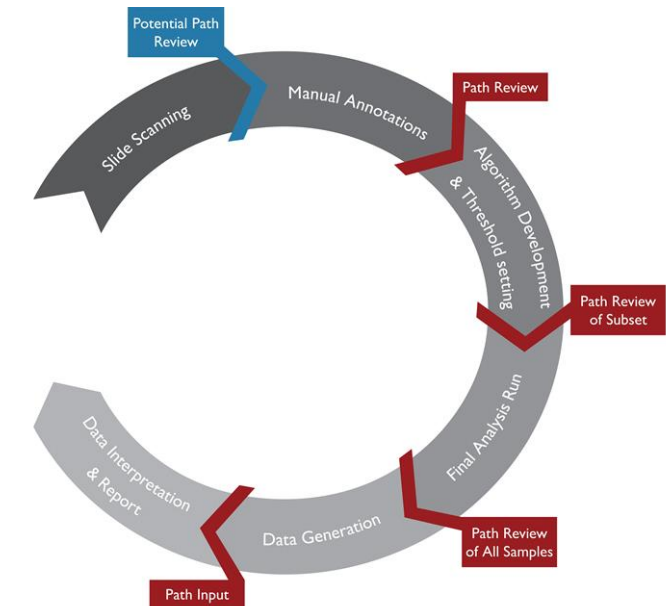 Potential Path
Review
Slide Scanning
Manual Annotations
Path Review
Algorithm Development
& Threshold setting
Path Review
of Subset
Final Analysis Run
Path Review
of All Samples
Data Generation
Path Input
Data Interpretation
& Report